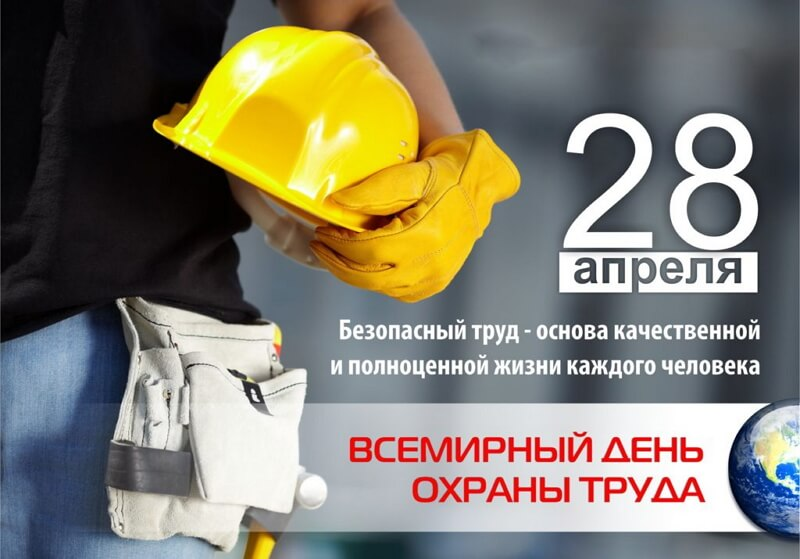 28
апреля
Безопасный труд - основа качественной
и полноценной жизни каждого человека
ВСЕМИРНЫЙ ДЕНЬ
ОХРАНЫ ТРУДА